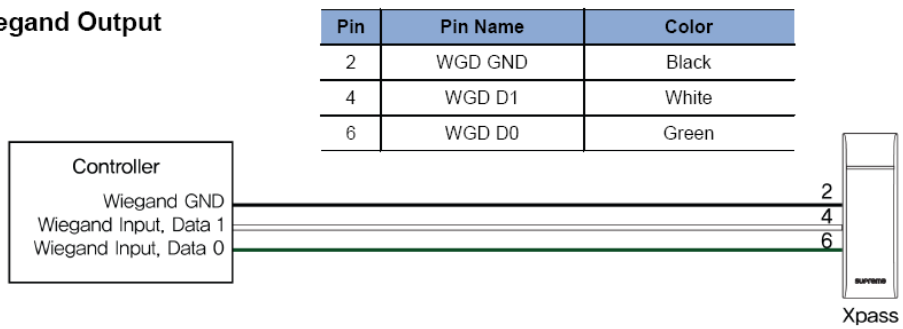 egand Output
Pin Pin Name Color
2 WGD GND Black
4 WGD D1 White
6 WGD D0 Green
Controller
Wiegand GND
Wiegand Input, Data 1
Wiegand Input, Data 0
2
4
6
suprema
Xpass